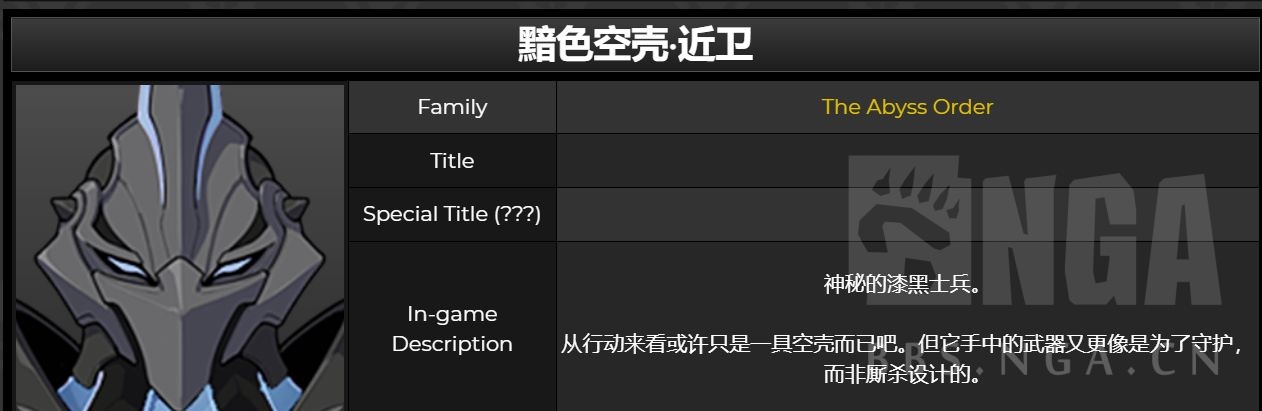 黯色空壳·近卫
Family
The Abyss Order
Title
Special Title (???)
In-game
Description
神秘的漆黑士兵。
从行动来看或许只是一具空壳而已吧。但它手中的武器又更像是为了守护，
而非厮杀设计的。
NGA
BBS.NGA.CN